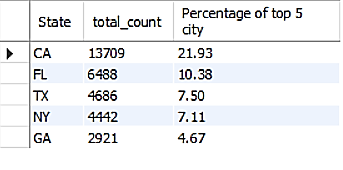 State total_count Percentage of top 5
city
CA 13709 21.93
FL 6488 10.38
TX 4686 7.50
NY 4442 7.11
GA 2921 4.67